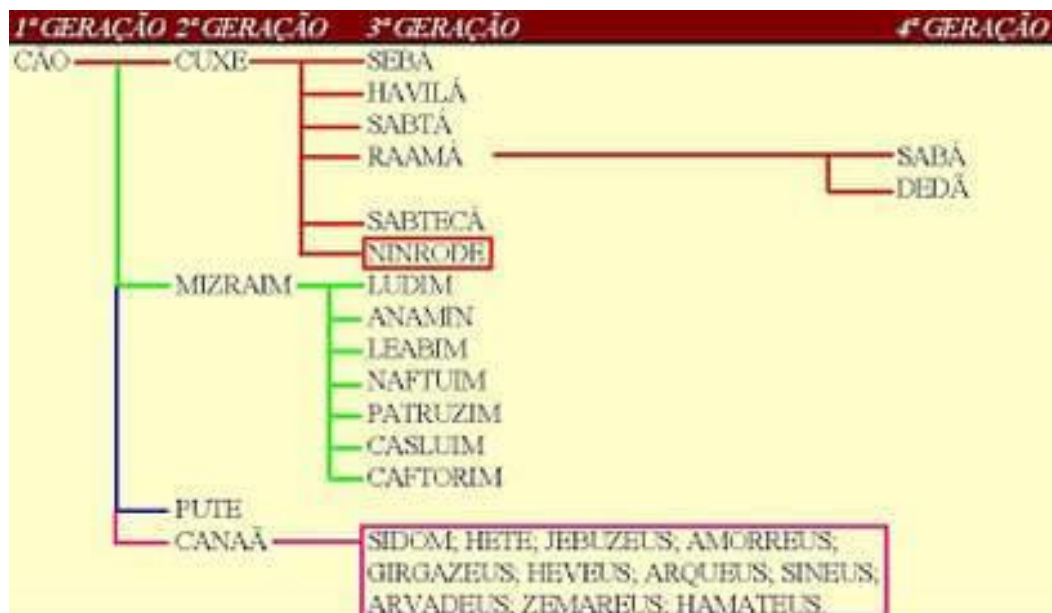 1ª GERAÇÃO 2ª GERAÇÃO 3ª GERAÇÃO 4ª GERAÇÃO
CÃO CUXE SEBÁ
HAVILÁ
SABTÁ
RAAMÁ SABÁ
DEDÃ
SABTECÁ
NINRODE
MIZRAIM LUDIM
ANAMIN
LEABIM
NAFTUIM
PATRUZIM
CASLUIM
CAFTORIM
PUTE
CANAÃ SIDOM; HETE; JEBUZEUS; AMORREUS;
GIRGAZEUS; HEVEUS; ARQUEUS; SINEUS;
ARVADEUS; ZEMAREUS; HAMATEUS